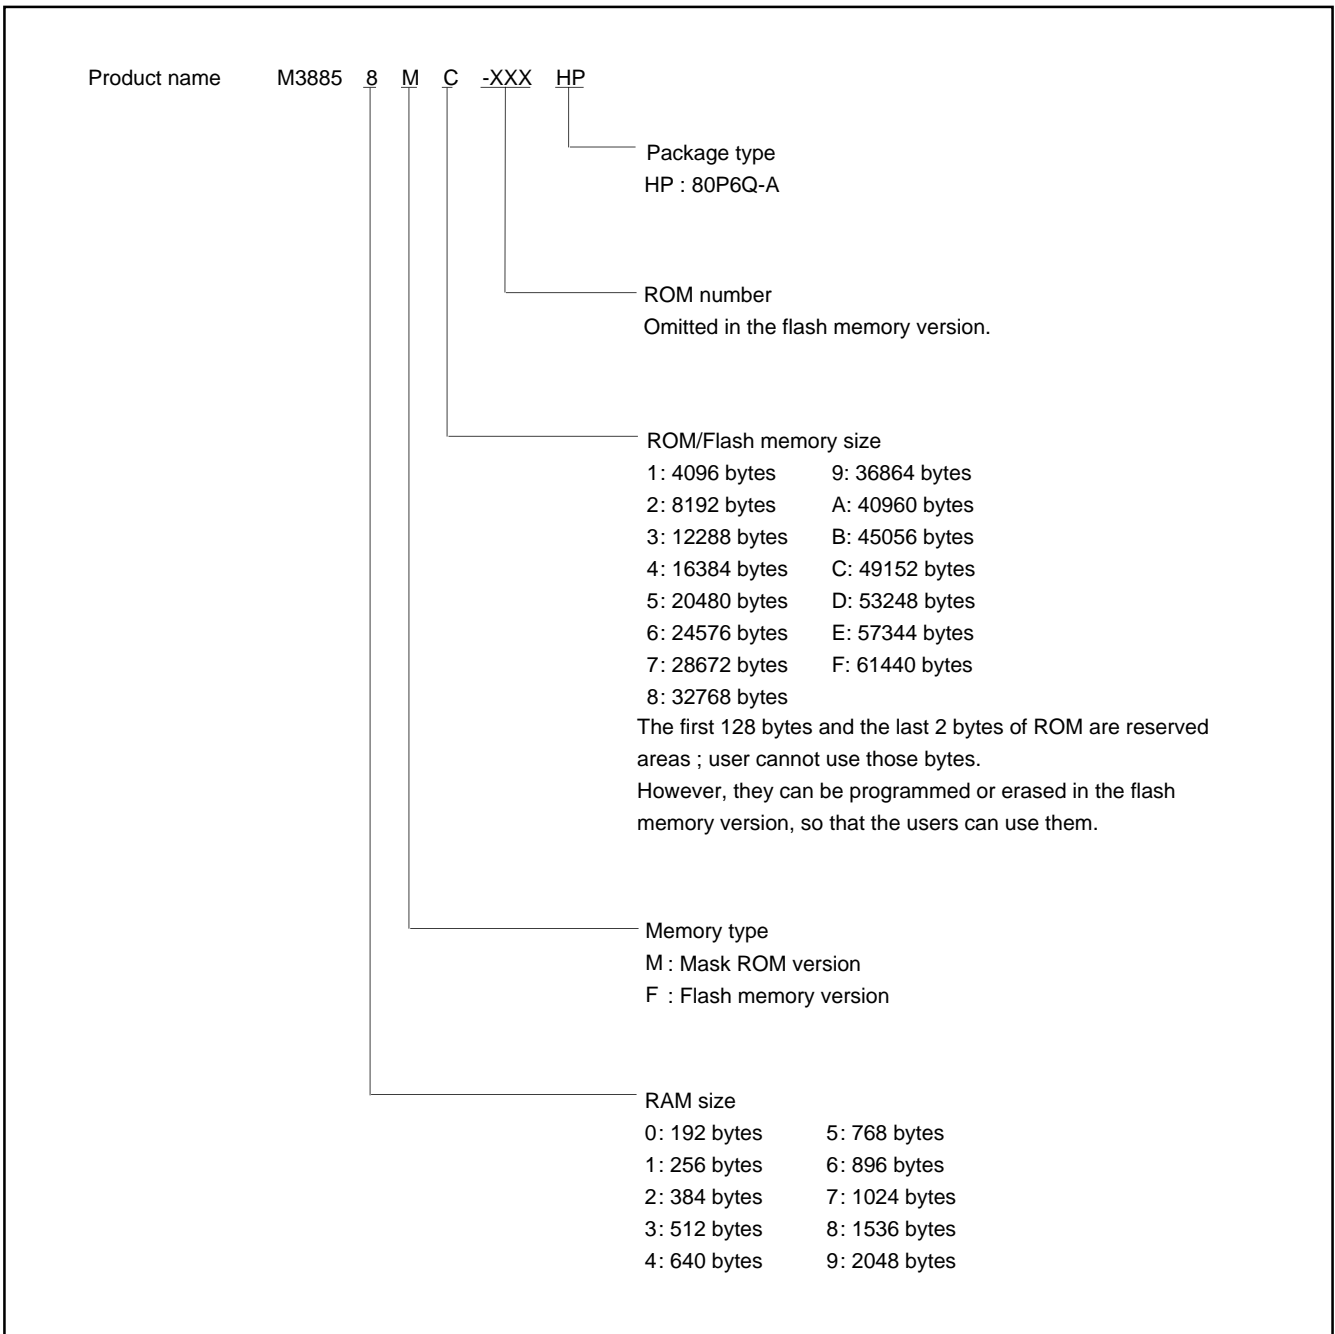 Product name M3885 8 M C -XXX HP
Package type
HP : 80P6Q-A
ROM number
Omitted in the flash memory version.
ROM/Flash memory size
1: 4096 bytes 9: 36864 bytes
2: 8192 bytes A: 40960 bytes
3: 12288 bytes B: 45056 bytes
4: 16384 bytes C: 49152 bytes
5: 20480 bytes D: 53248 bytes
6: 24576 bytes E: 57344 bytes
7: 28672 bytes F: 61440 bytes
8: 32768 bytes
The first 128 bytes and the last 2 bytes of ROM are reserved
areas ; user cannot use those bytes.
However, they can be programmed or erased in the flash
memory version, so that the users can use them.
Memory type
M : Mask ROM version
F : Flash memory version
RAM size
0: 192 bytes 5: 768 bytes
1: 256 bytes 6: 896 bytes
2: 384 bytes 7: 1024 bytes
3: 512 bytes 8: 1536 bytes
4: 640 bytes 9: 2048 bytes